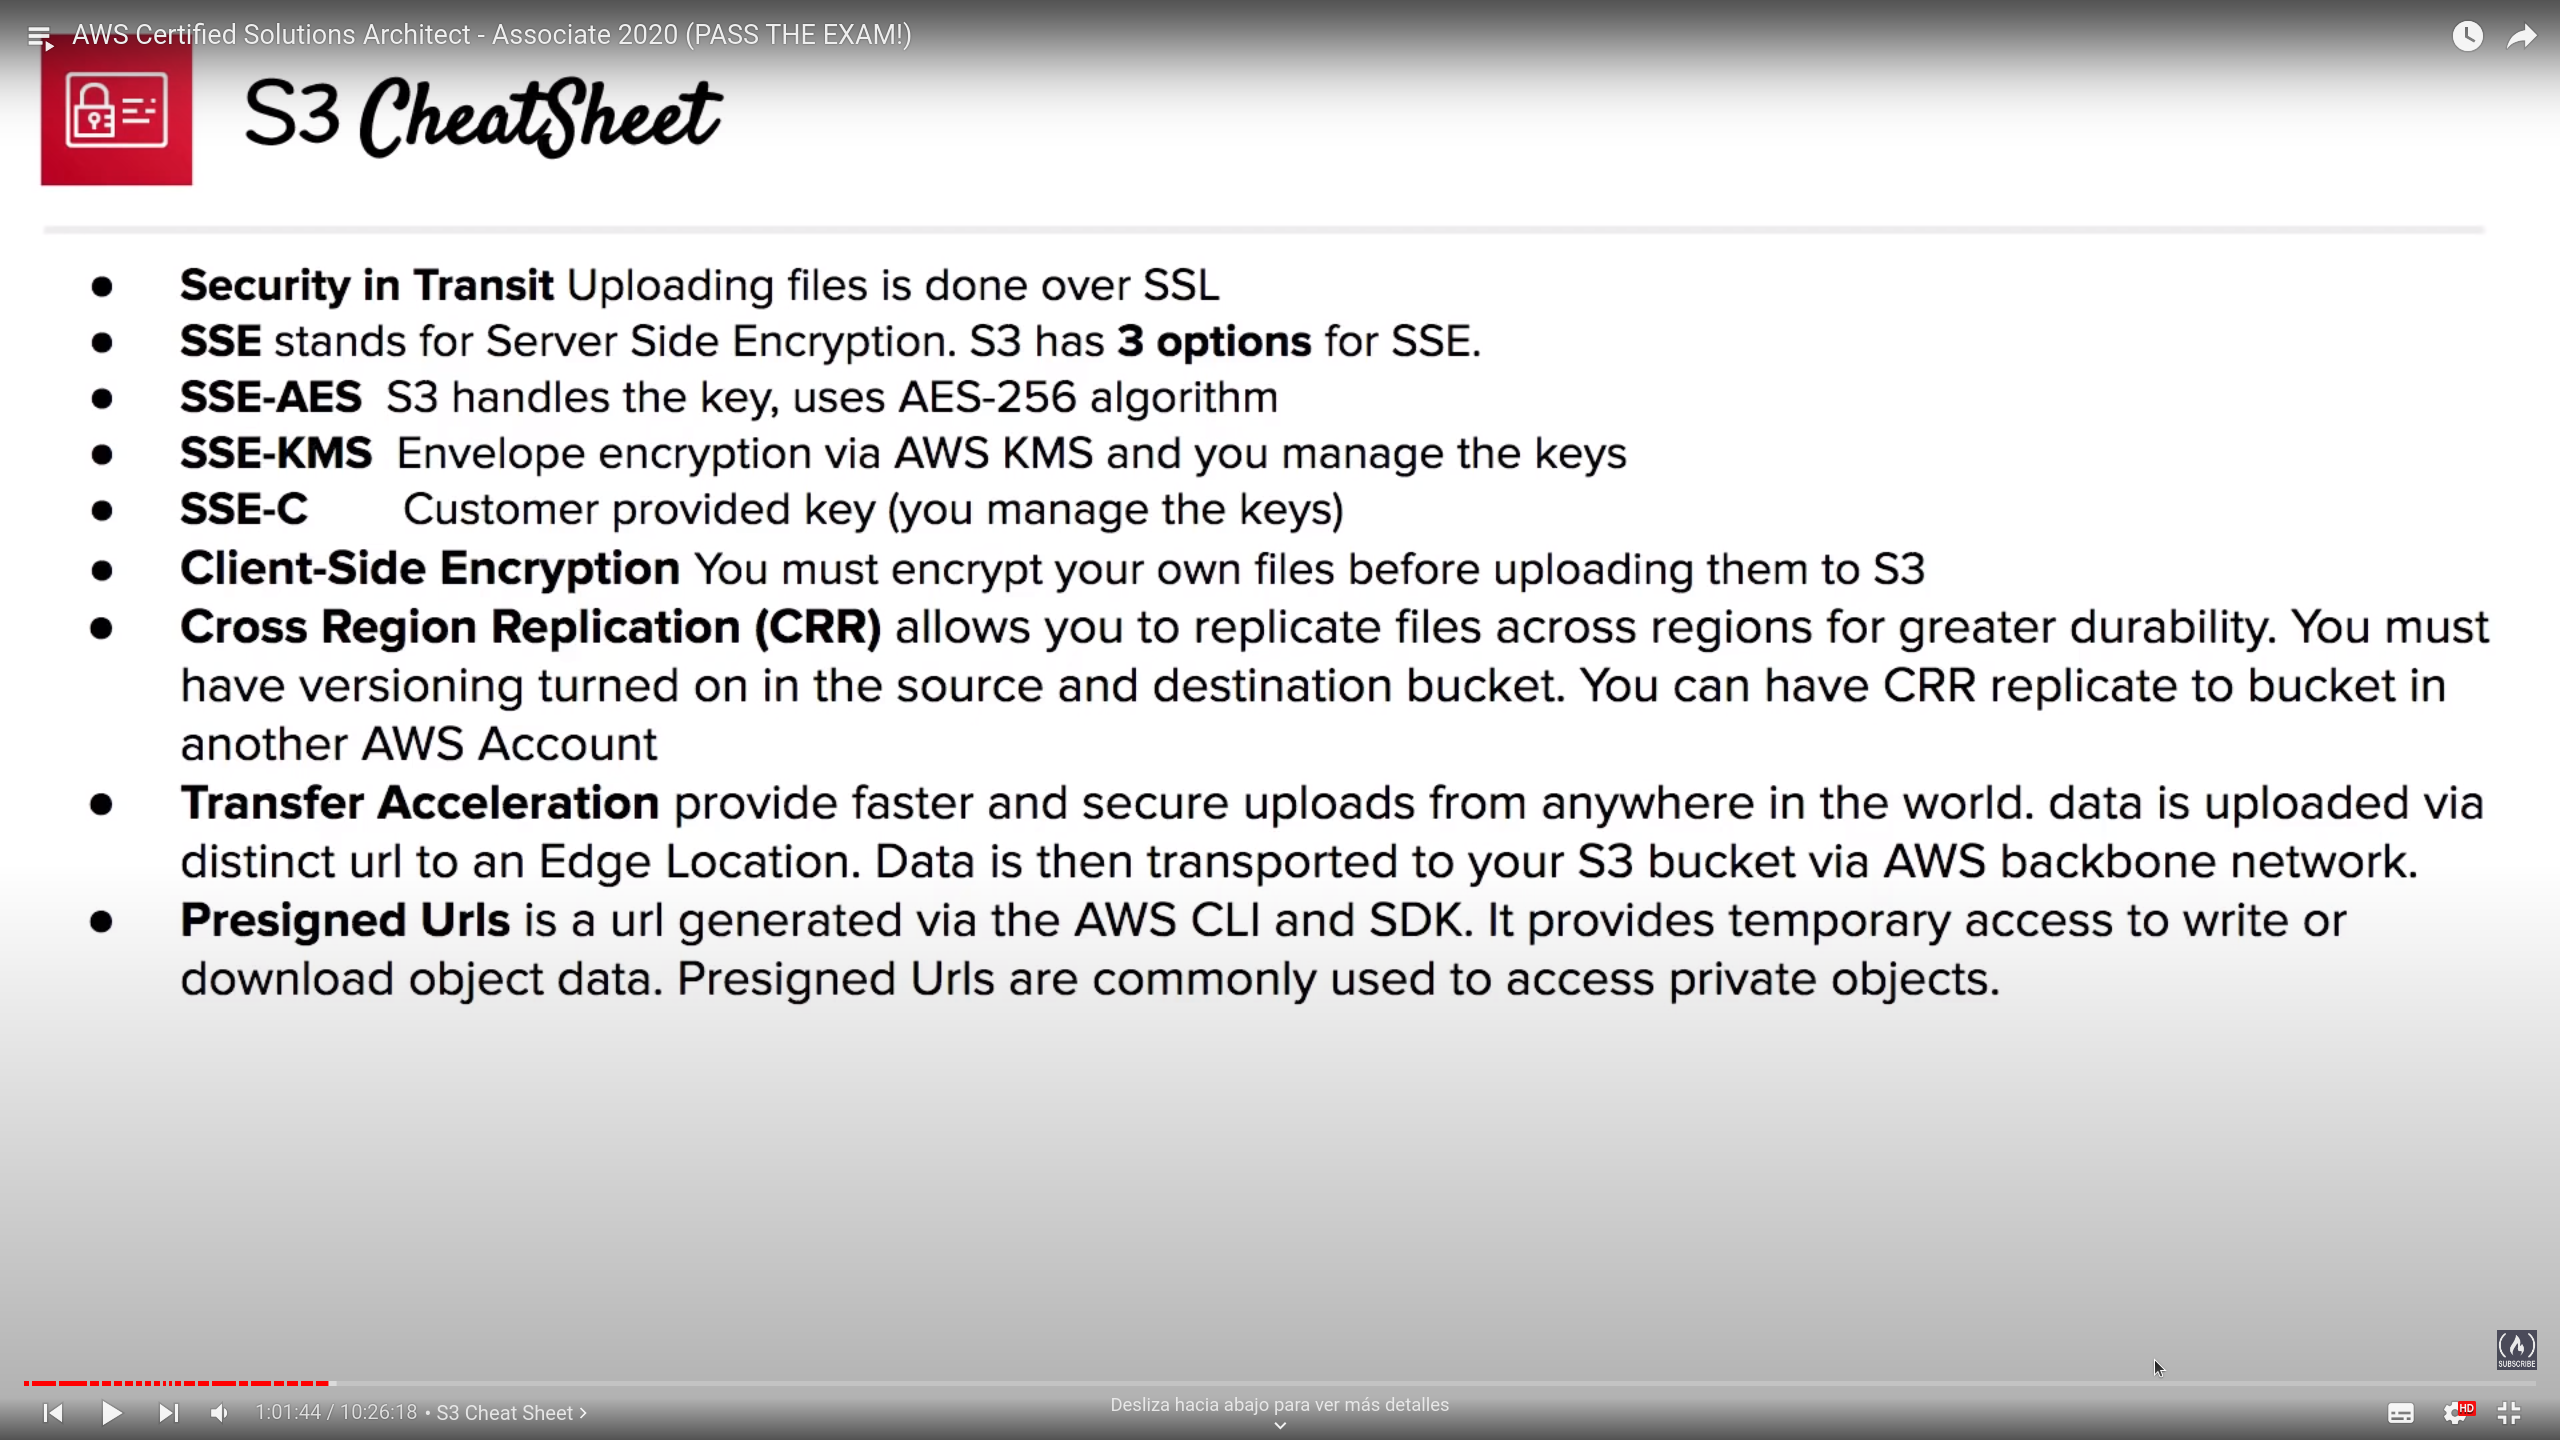 AWS Certified Solutions Architect - Associate 2020 (PASS THE EXAM!)
S3 CheatSheet
● Security in Transit Uploading files is done over SSL
● SSE stands for Server Side Encryption. S3 has 3 options for SSE.
● SSE-AES S3 handles the key, uses AES-256 algorithm
● SSE-KMS Envelope encryption via AWS KMS and you manage the keys
● SSE-C Customer provided key (you manage the keys)
● Client-Side Encryption You must encrypt your own files before uploading them to S3
● Cross Region Replication (CRR) allows you to replicate files across regions for greater durability. You must
have versioning turned on in the source and destination bucket. You can have CRR replicate to bucket in
another AWS Account
● Transfer Acceleration provide faster and secure uploads from anywhere in the world. data is uploaded via
distinct url to an Edge Location. Data is then transported to your S3 bucket via AWS backbone network.
● Presigned Urls is a url generated via the AWS CLI and SDK. It provides temporary access to write or
download object data. Presigned Urls are commonly used to access private objects.
SUBSCRIBE
1:01:44 / 10:26:18 • S3 Cheat Sheet >
Desliza hacia abajo para ver más detalles
HD